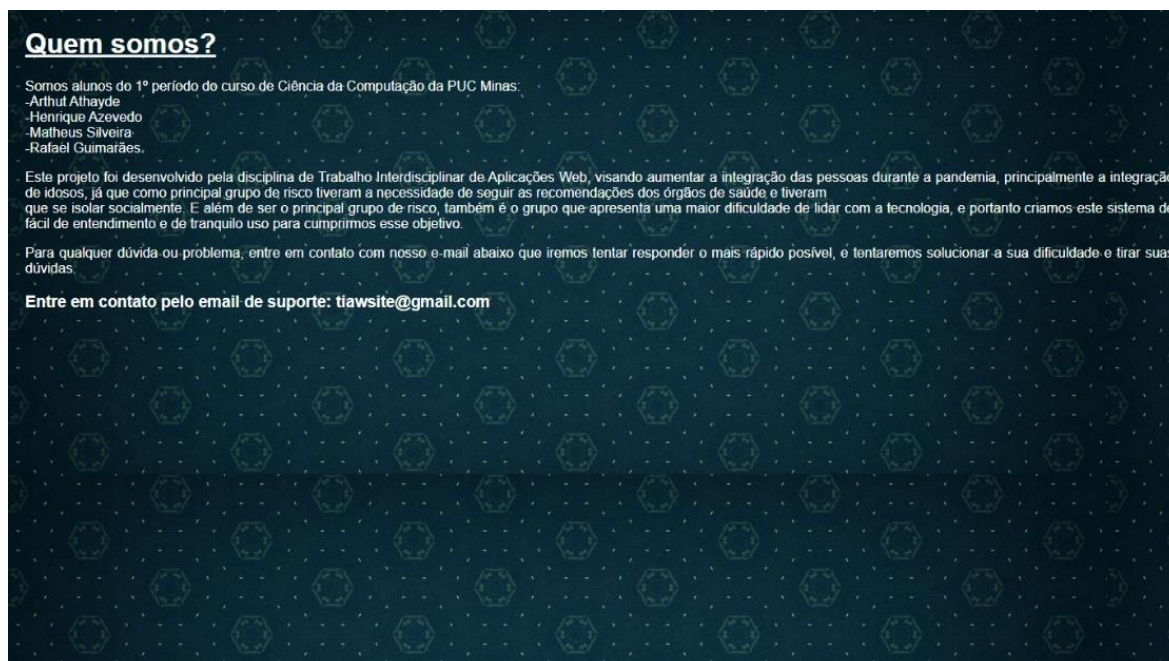 Quem somos?
Somos alunos do 1º período do curso de Ciência da Computação da PUC Minas:
-Arthut Athayde
-Henrique Azevedo
-Matheus Silveira
-Rafael Guimarães.
Este projeto foi desenvolvido pela disciplina de Trabalho Interdisciplinar de Aplicações Web, visando aumentar a integração das pessoas durante a pandemia, principalmente a integração
de idosos, já que como principal grupo de risco tiveram a necessidade de seguir as recomendações dos órgãos de saúde e tiveram
que se isolar socialmente. E além de ser o principal grupo de risco, também é o grupo que apresenta uma maior dificuldade de lidar com a tecnologia, e portanto criamos este sistema de
fácil de entendimento e de tranquilo uso para cumprirmos esse objetivo.
Para qualquer dúvida ou problema, entre em contato com nosso e-mail abaixo que iremos tentar responder o mais rápido posível, e tentaremos solucionar a sua dificuldade e tirar suas
dúvidas.
Entre em contato pelo email de suporte: tiawsite@gmail.com